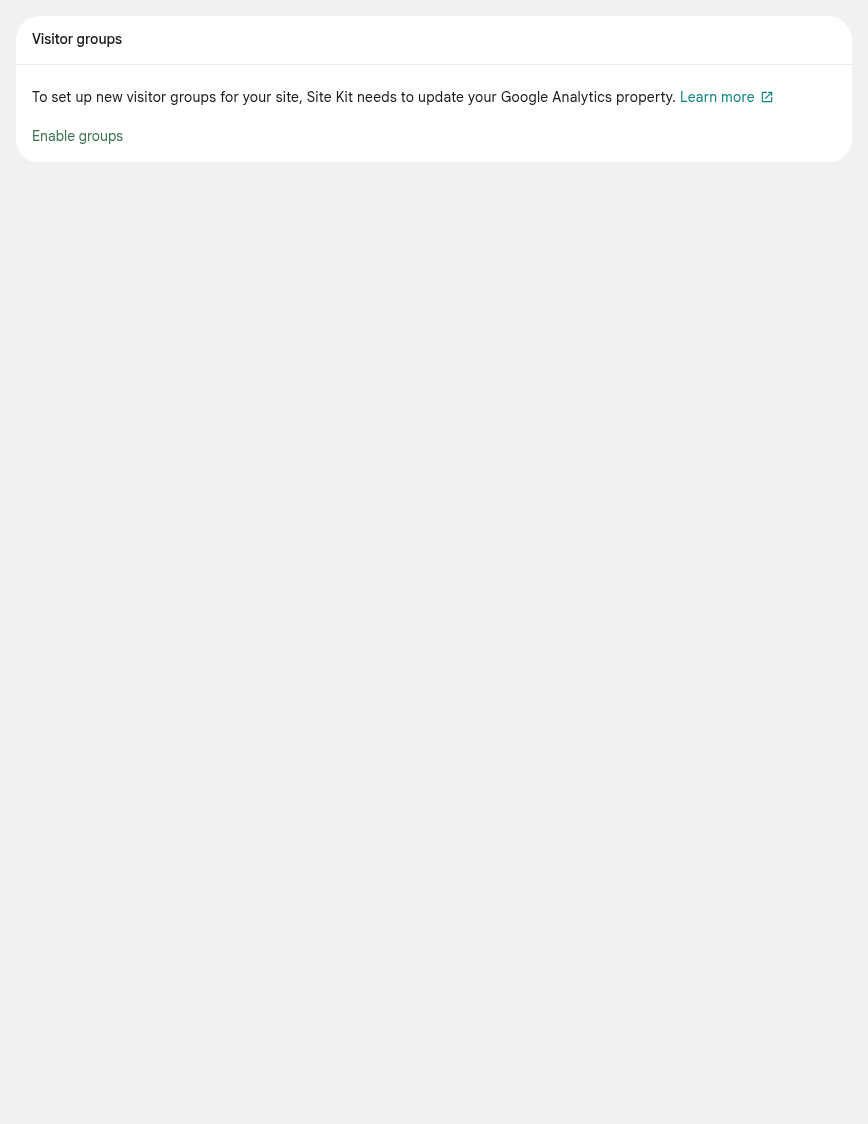 Visitor groups
To set up new visitor groups for your site, Site Kit needs to update your Google Analytics property. Learn more
Enable groups